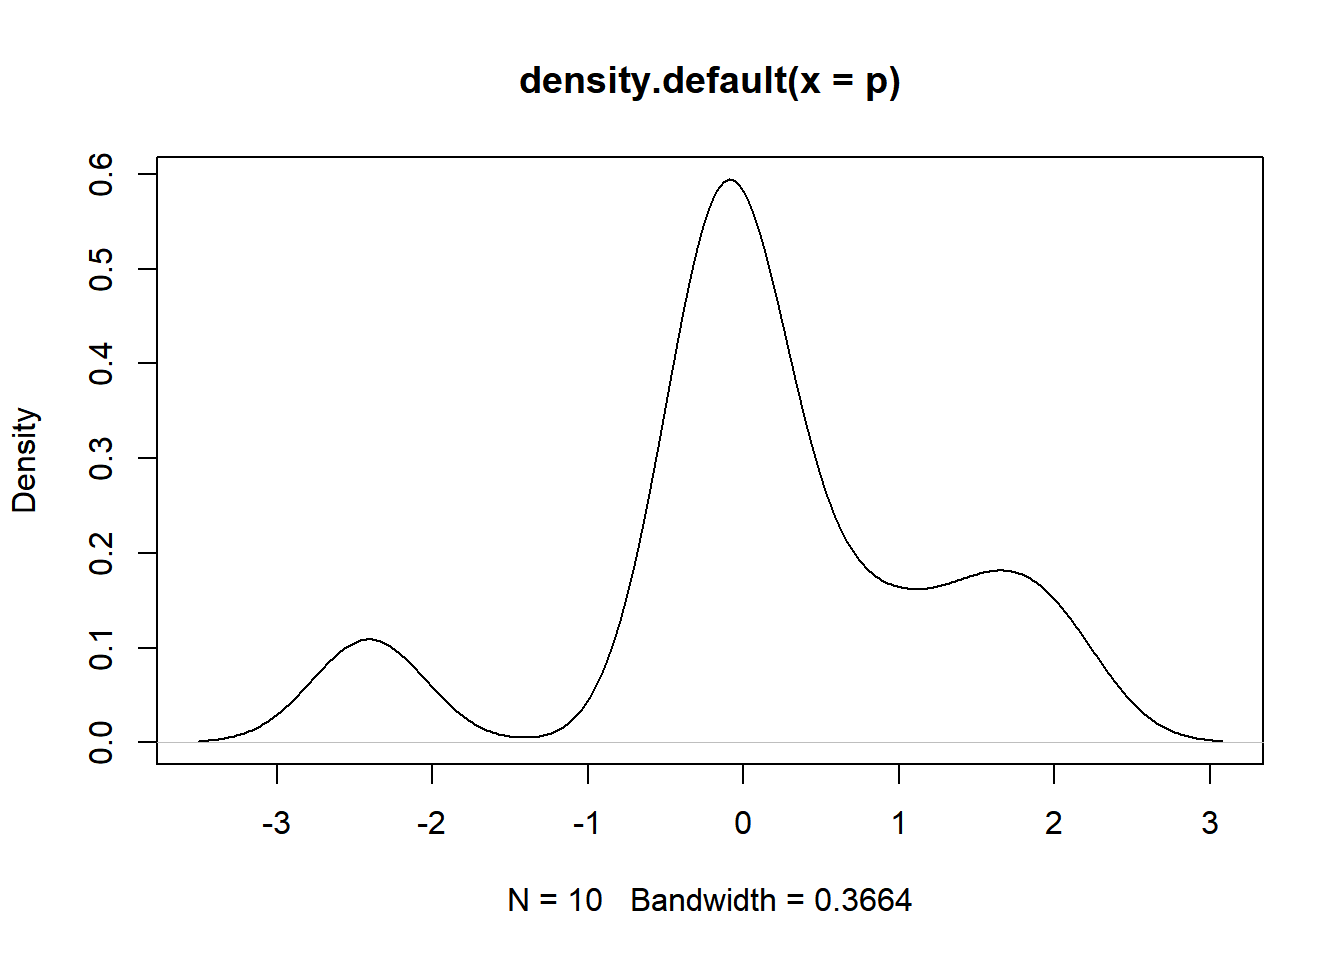 density.default(x = p)
Density
0.6
0.5
0.4
0.3
0.2
0.1
0.0
-3 -2 -1 0 1 2 3
N = 10   Bandwidth = 0.3664